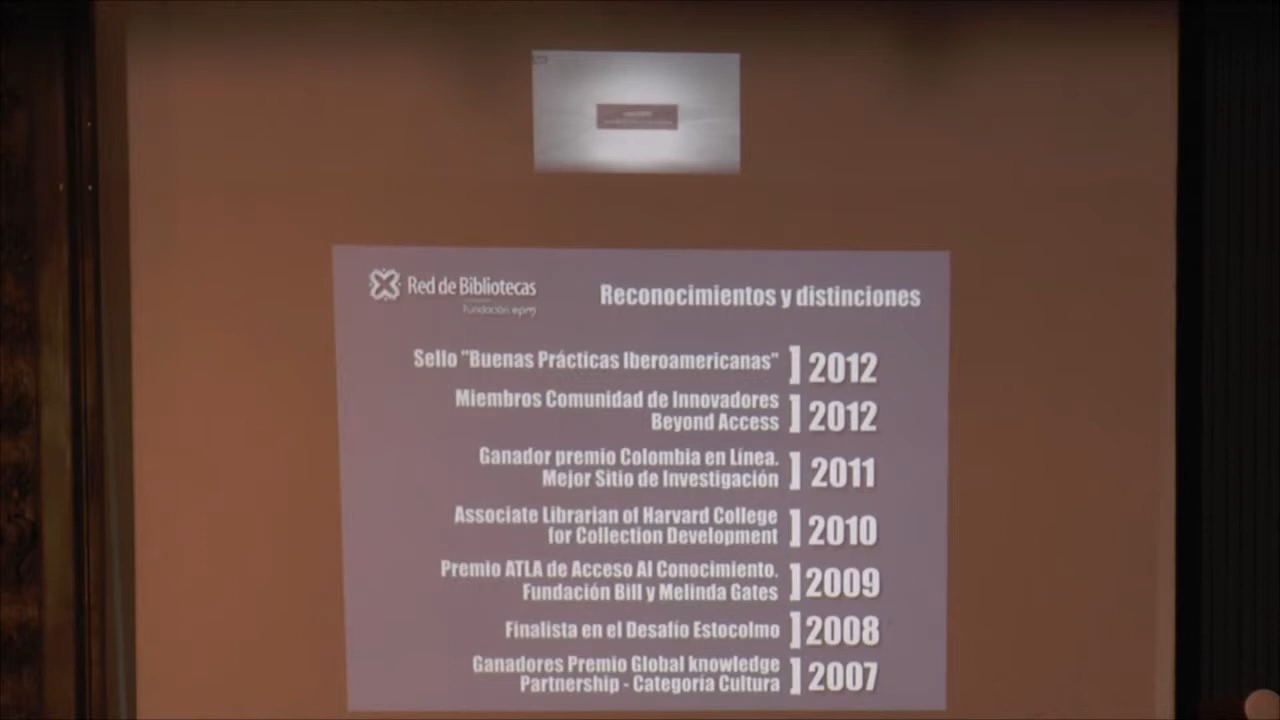 Red de Bibliotecas
Fundación epm
Reconocimientos y distinciones
Sello "Buenas Prácticas Iberoamericanas" ] 2012
Miembros Comunidad de Innovadores
Beyond Access ] 2012
Ganador premio Colombia en Línea.
Mejor Sitio de Investigación ] 2011
Associate Librarian of Harvard College
for Collection Development ] 2010
Premio ATLA de Acceso Al Conocimiento.
Fundación Bill y Melinda Gates ] 2009
Finalista en el Desafío Estocolmo ] 2008
Ganadores Premio Global knowledge
Partnership - Categoría Cultura ] 2007